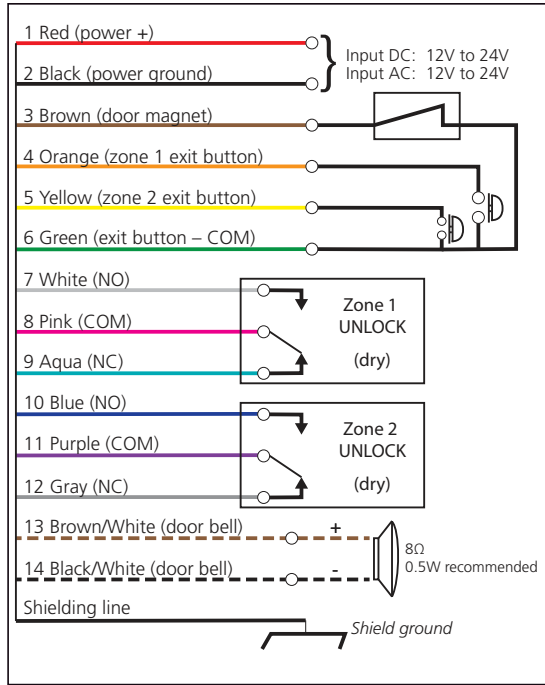 1 Red (power +)
2 Black (power ground)
Input DC: 12V to 24V
Input AC: 12V to 24V
3 Brown (door magnet)
4 Orange (zone 1 exit button)
5 Yellow (zone 2 exit button)
6 Green (exit button – COM)
7 White (NO)
8 Pink (COM)
9 Aqua (NC)
Zone 1
UNLOCK
(dry)
10 Blue (NO)
11 Purple (COM)
12 Gray (NC)
Zone 2
UNLOCK
(dry)
13 Brown/White (door bell)
+
14 Black/White (door bell)
-
8Ω
0.5W recommended
Shielding line
Shield ground